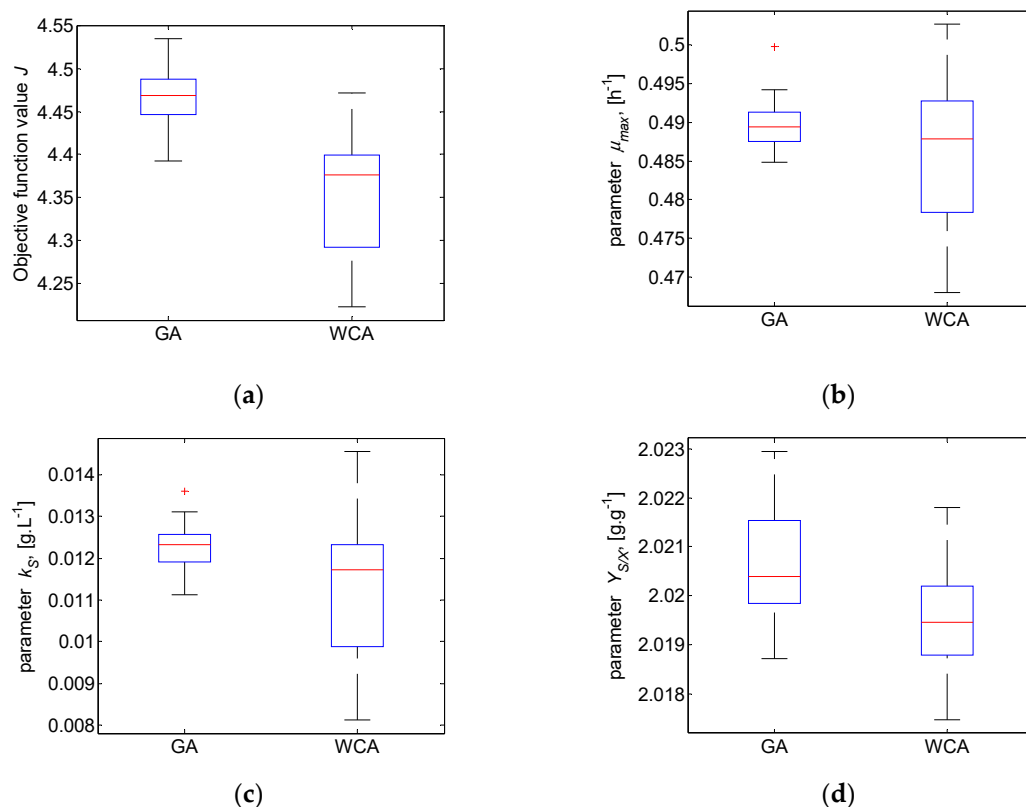 4.55
4.5
4.45
4.4
4.35
4.3
4.25
Objective function value J
GA WCA
(a)
0.5
0.495
0.49
0.485
0.48
0.475
0.47
parameter μmax, [h-1]
GA WCA
(b)
0.014
0.013
0.012
0.011
0.01
0.009
0.008
parameter kS, [g.L-1]
GA WCA
(c)
2.023
2.022
2.021
2.02
2.019
2.018
parameter YS/X, [g.g-1]
GA WCA
(d)